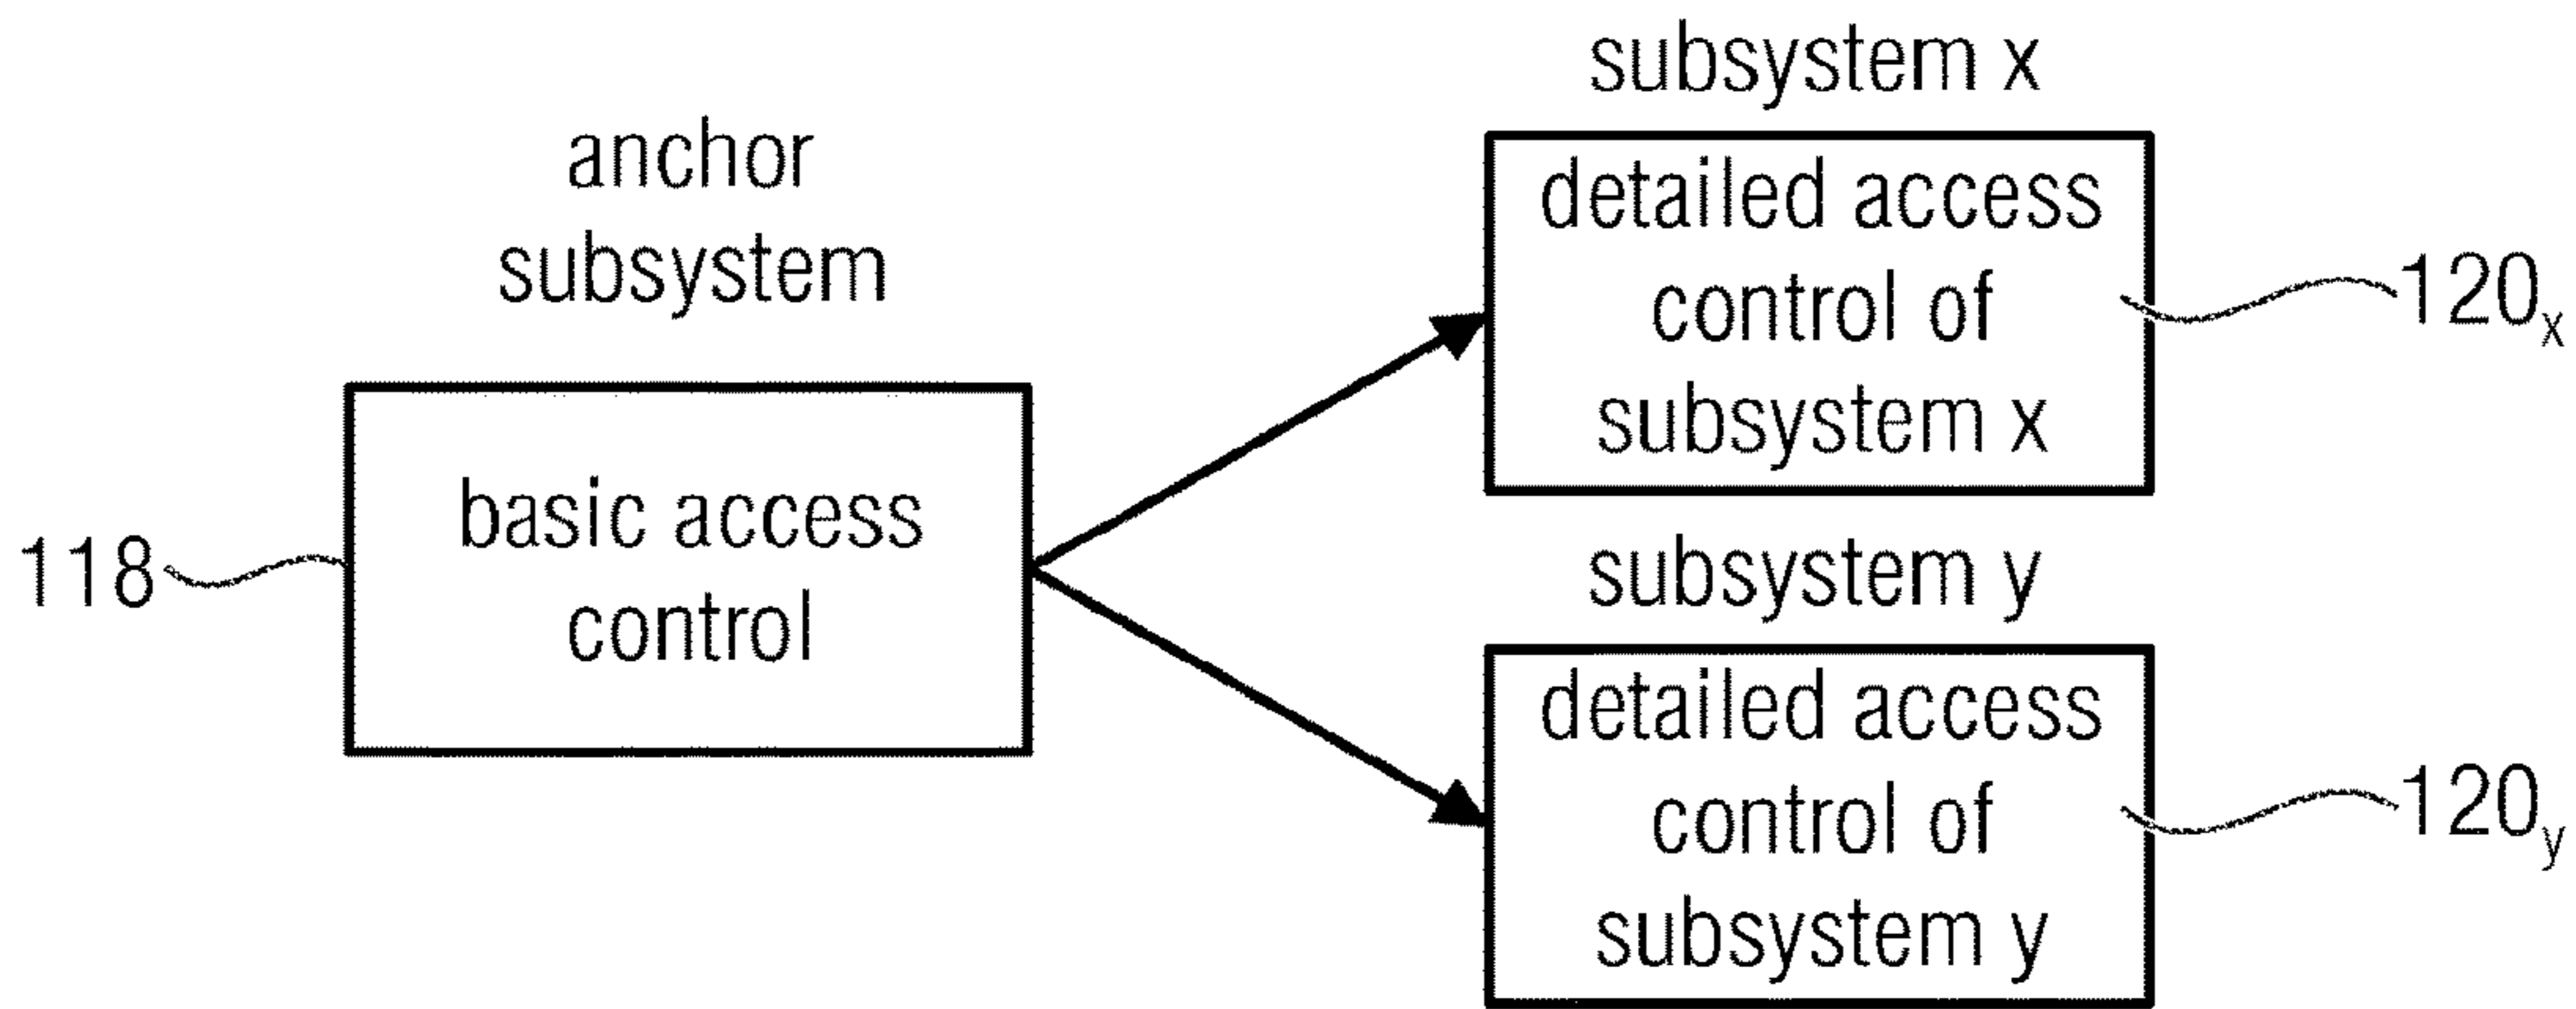 anchor
subsystem
118
basic access
control
subsystem x
detailed access
control of
subsystem x
120x
subsystem y
detailed access
control of
subsystem y
120y